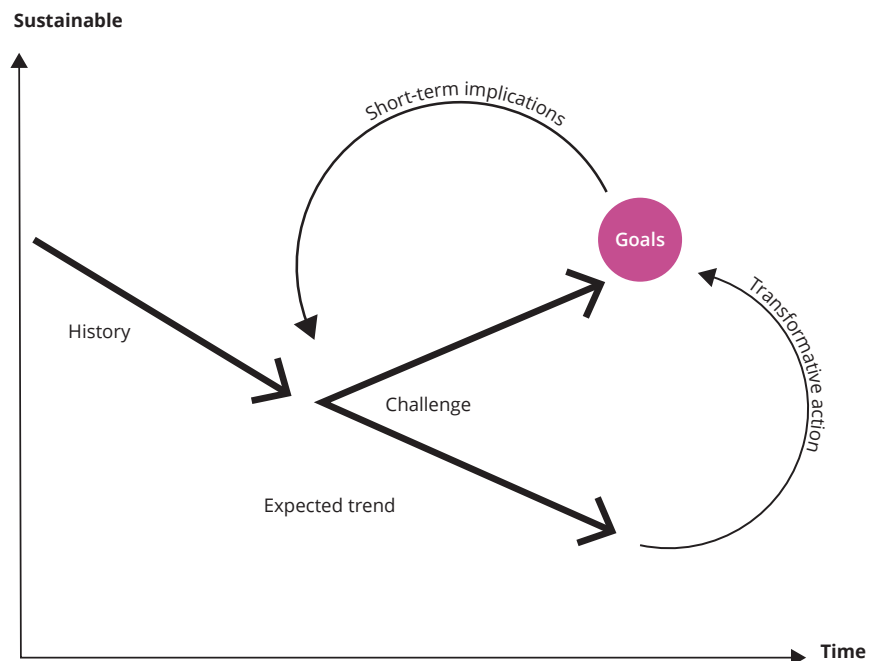 Sustainable
Short-term implications
Goals
Transformative action
History
Challenge
Expected trend
Time